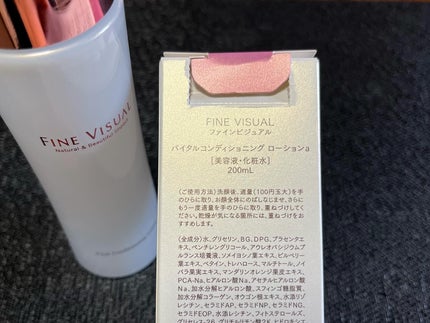 FINE VISUAL
Natural & Beautiful
FINE VISUAL
ファインビジュアル
バイタルコンディショニング ローションa
[美容液・化粧水]
200mL
〈ご使用方法〉洗顔後、適量(100円玉大)を手
のひらに取り、お顔全体にのばしなじませ、さらに
もう一度適量を手のひらに取り、重ねづけしてく
ださい。乾燥が気になる箇所には、重ねづけをお
すすめします。
〈全成分〉水、グリセリン、BG、DPG、プラセンタエ
キス、ペンチレングリコール、アウレオバシジウムプ
ルランス培養液、ソメイヨシノ葉エキス、ビルベリー
葉エキス、ベタイン、トレハロース、マルチトール、ノイ
バラ果実エキス、マンダリンオレンジ果皮エキス、
PCA-Na、ヒアルロン酸Na、アセチルヒアルロン酸
Na、加水分解ヒアルロン酸、スフィンゴ糖脂質、
加水分解コラーゲン、オウゴン根エキス、水添リゾ
レシチン、セラミドAP、セラミドNP、セラミドNG、
セラミドEOP、水添レシチン、フィトステロールズ、